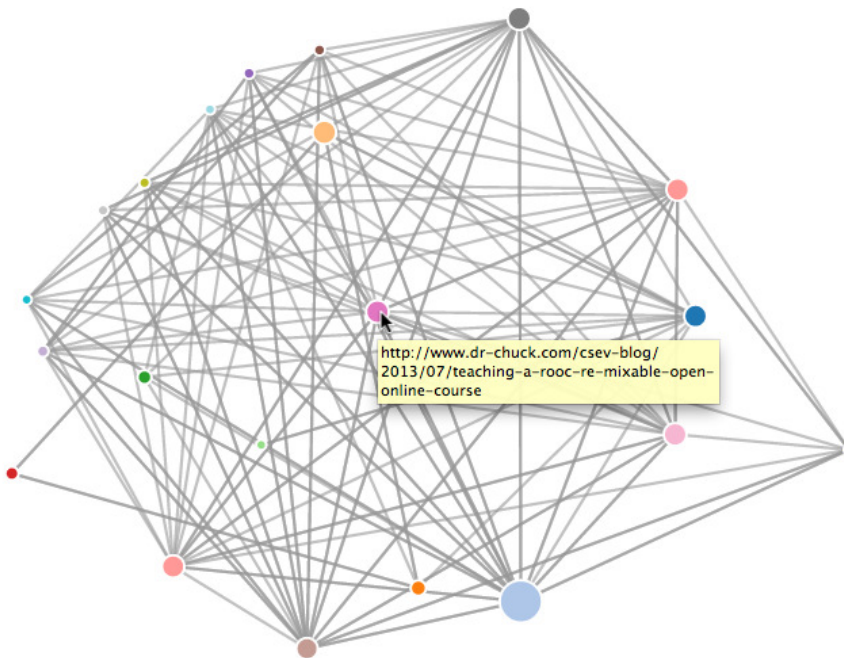 http://www.dr-chuck.com/csev-blog/
2013/07/teaching-a-rooc-re-mixable-open-
online-course